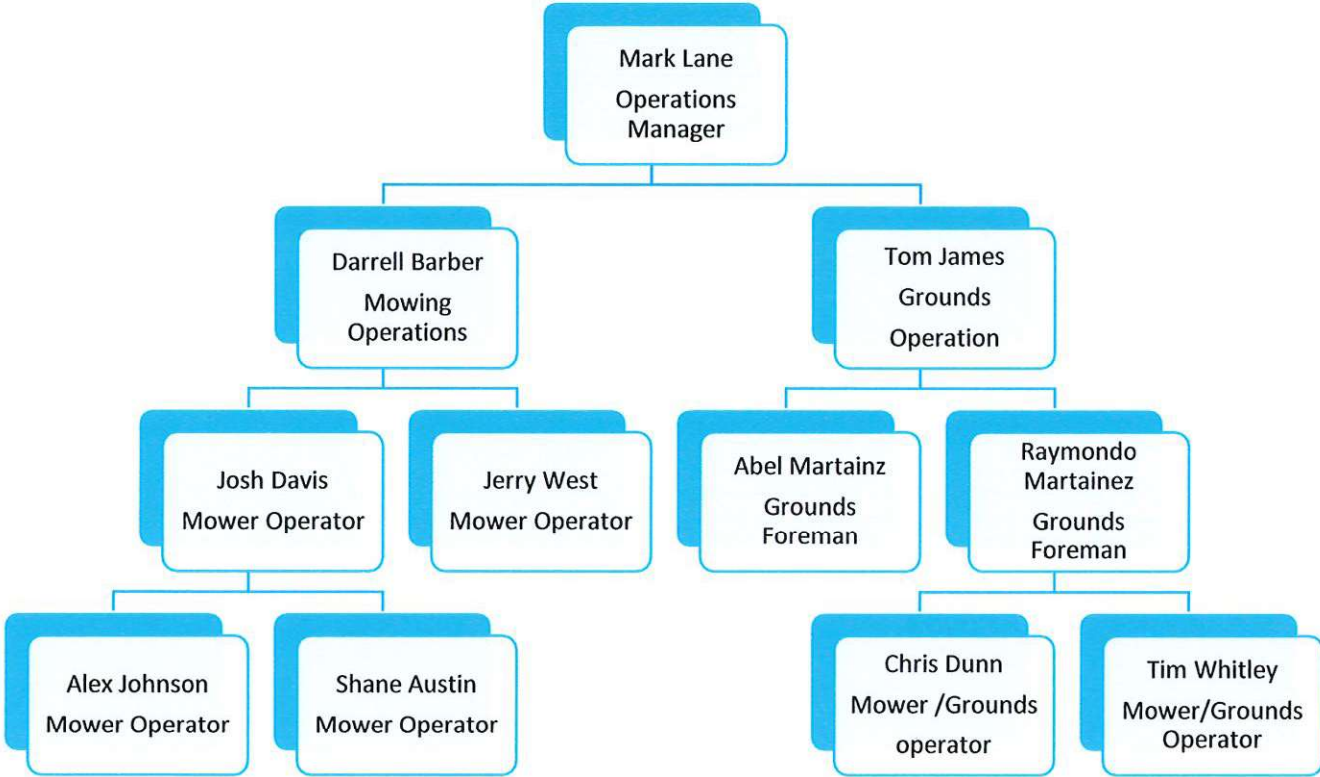 Mark Lane
Operations
Manager
Darrell Barber
Mowing
Operations
Tom James
Grounds
Operation
Josh Davis
Mower Operator
Jerry West
Mower Operator
Abel Martainz
Grounds
Foreman
Raymondo
Martainez
Grounds
Foreman
Alex Johnson
Mower Operator
Shane Austin
Mower Operator
Chris Dunn
Mower /Grounds
operator
Tim Whitley
Mower/Grounds
Operator